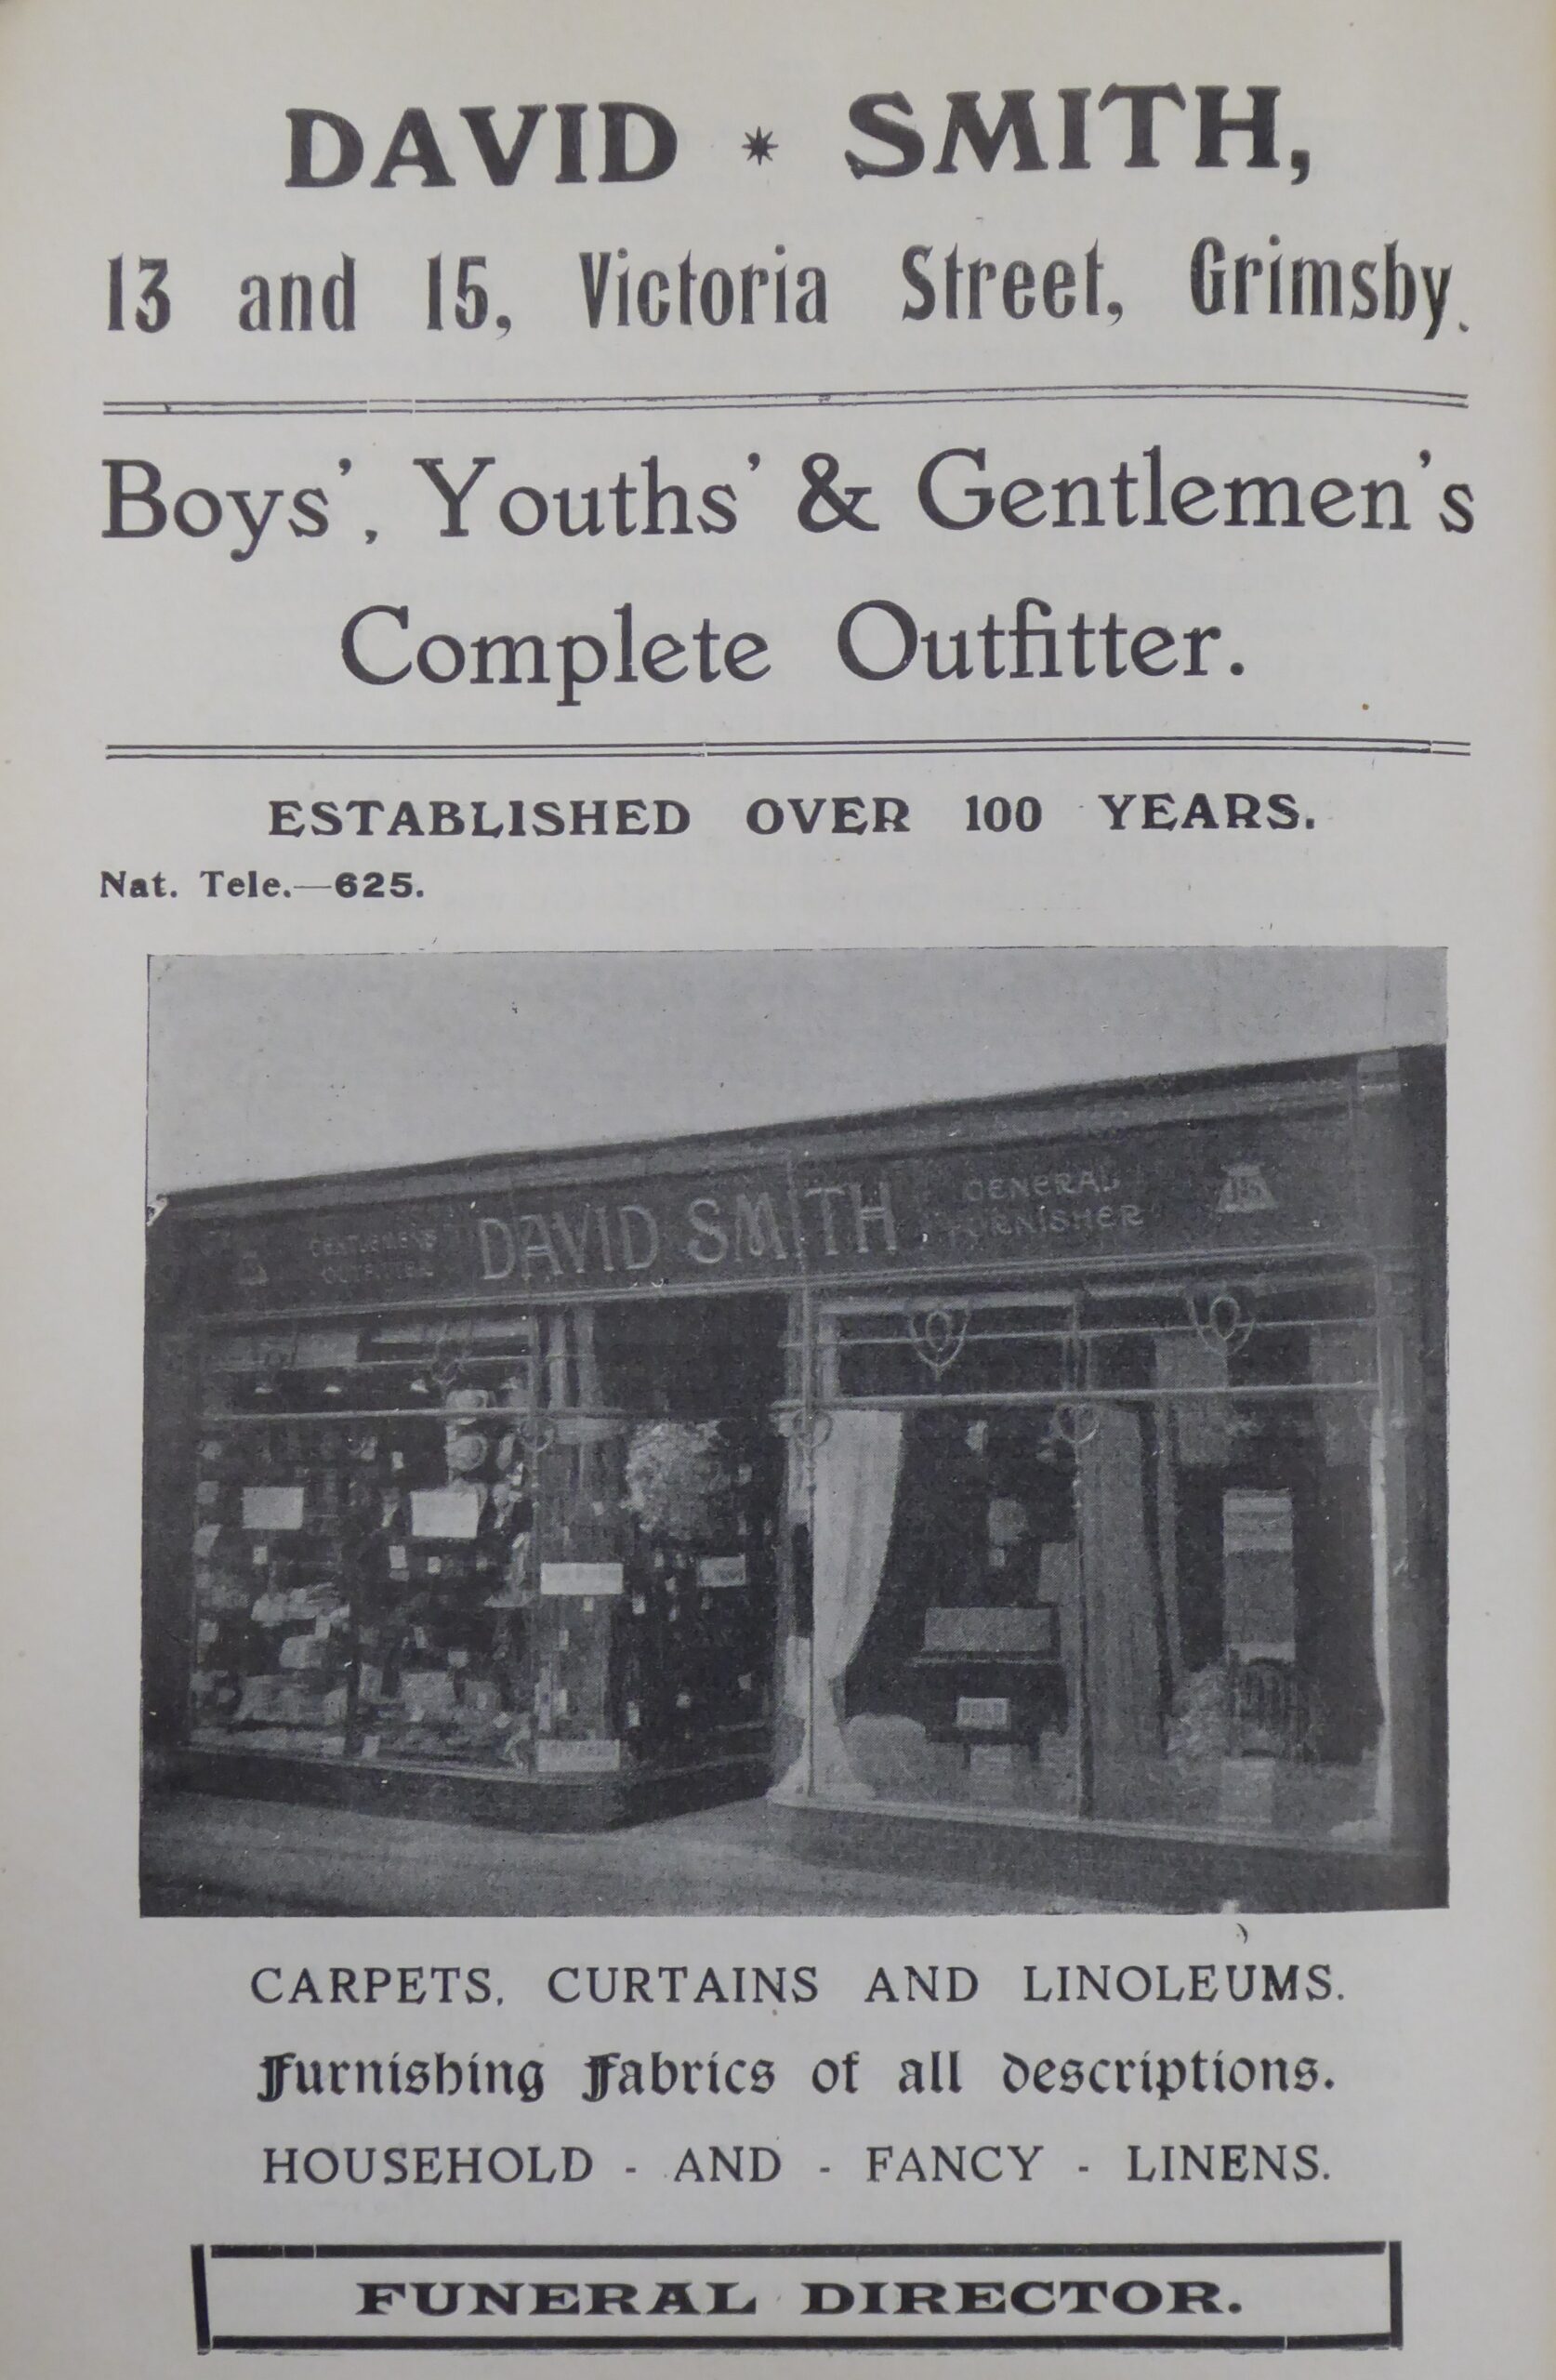 DAVID * SMITH,
13 and 15, Victoria Street, Grimsby.
Boys', Youths' & Gentlemen's
Complete Outfitter.
ESTABLISHED OVER 100 YEARS.
Nat. Tele.—625.
GENTLEMENS DAVID SMITH GENERAL
OUTFITTER FURNISHER 15
CARPETS, CURTAINS AND LINOLEUMS.
Furnishing Fabrics of all descriptions.
HOUSEHOLD - AND - FANCY - LINENS.
FUNERAL DIRECTOR.